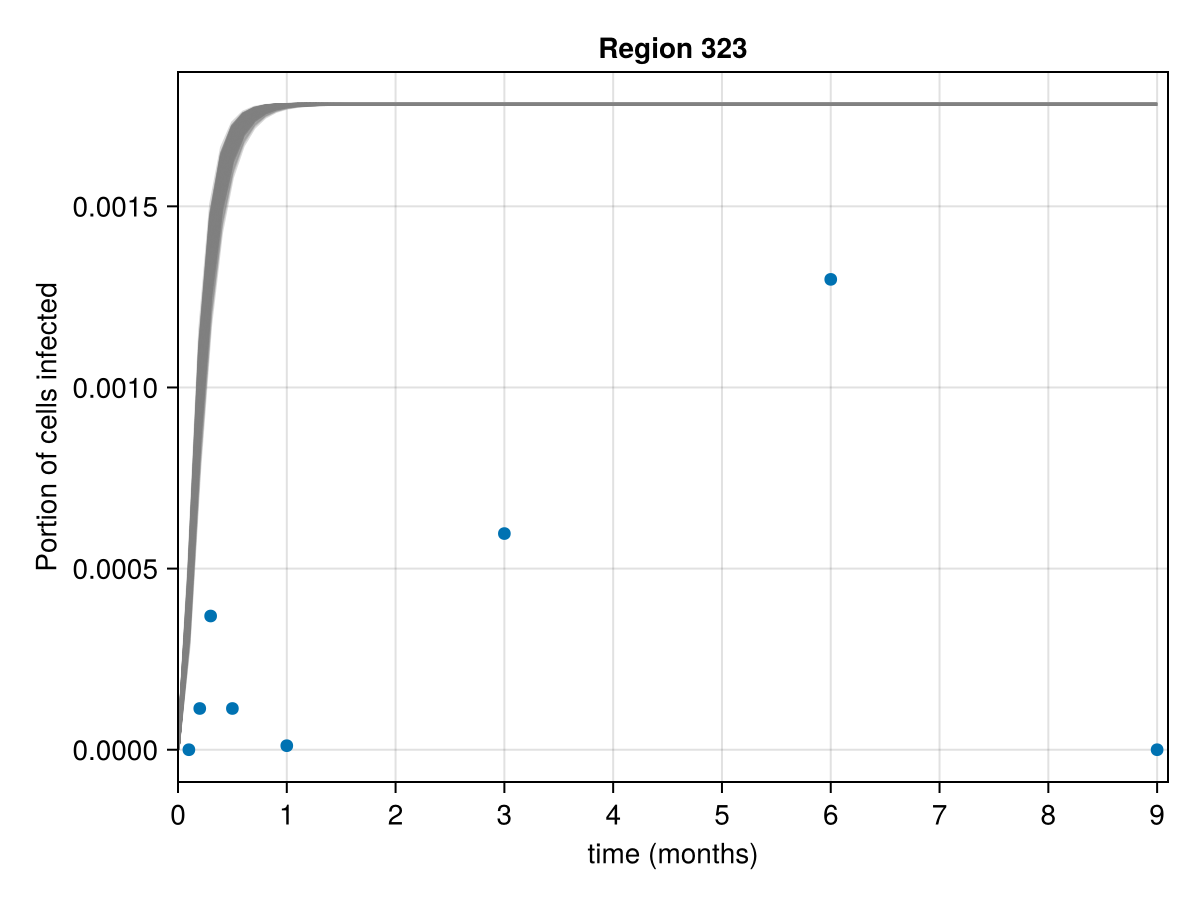 Region 323
Portion of cells infected
0.0015
0.0010
0.0005
0.0000
0 1 2 3 4 5 6 7 8 9
time (months)